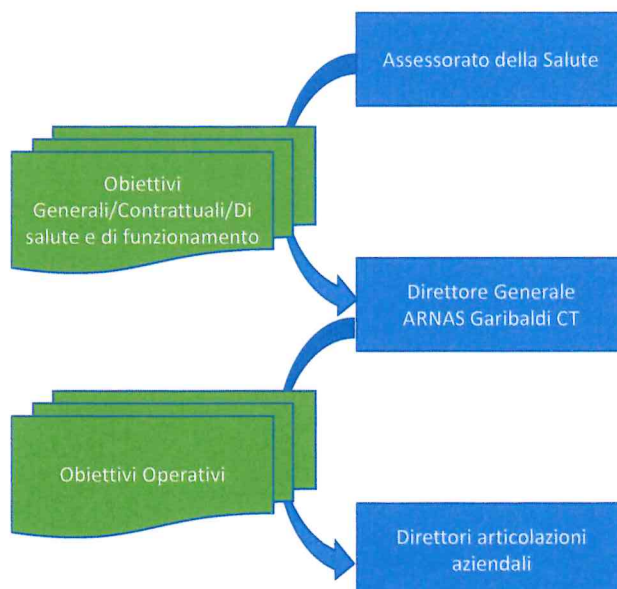 Assessorato della Salute
Obiettivi
Generali/Contrattuali/Di
salute e di funzionamento
Direttore Generale
ARNAS Garibaldi CT
Obiettivi Operativi
Direttori articolazioni
aziendali